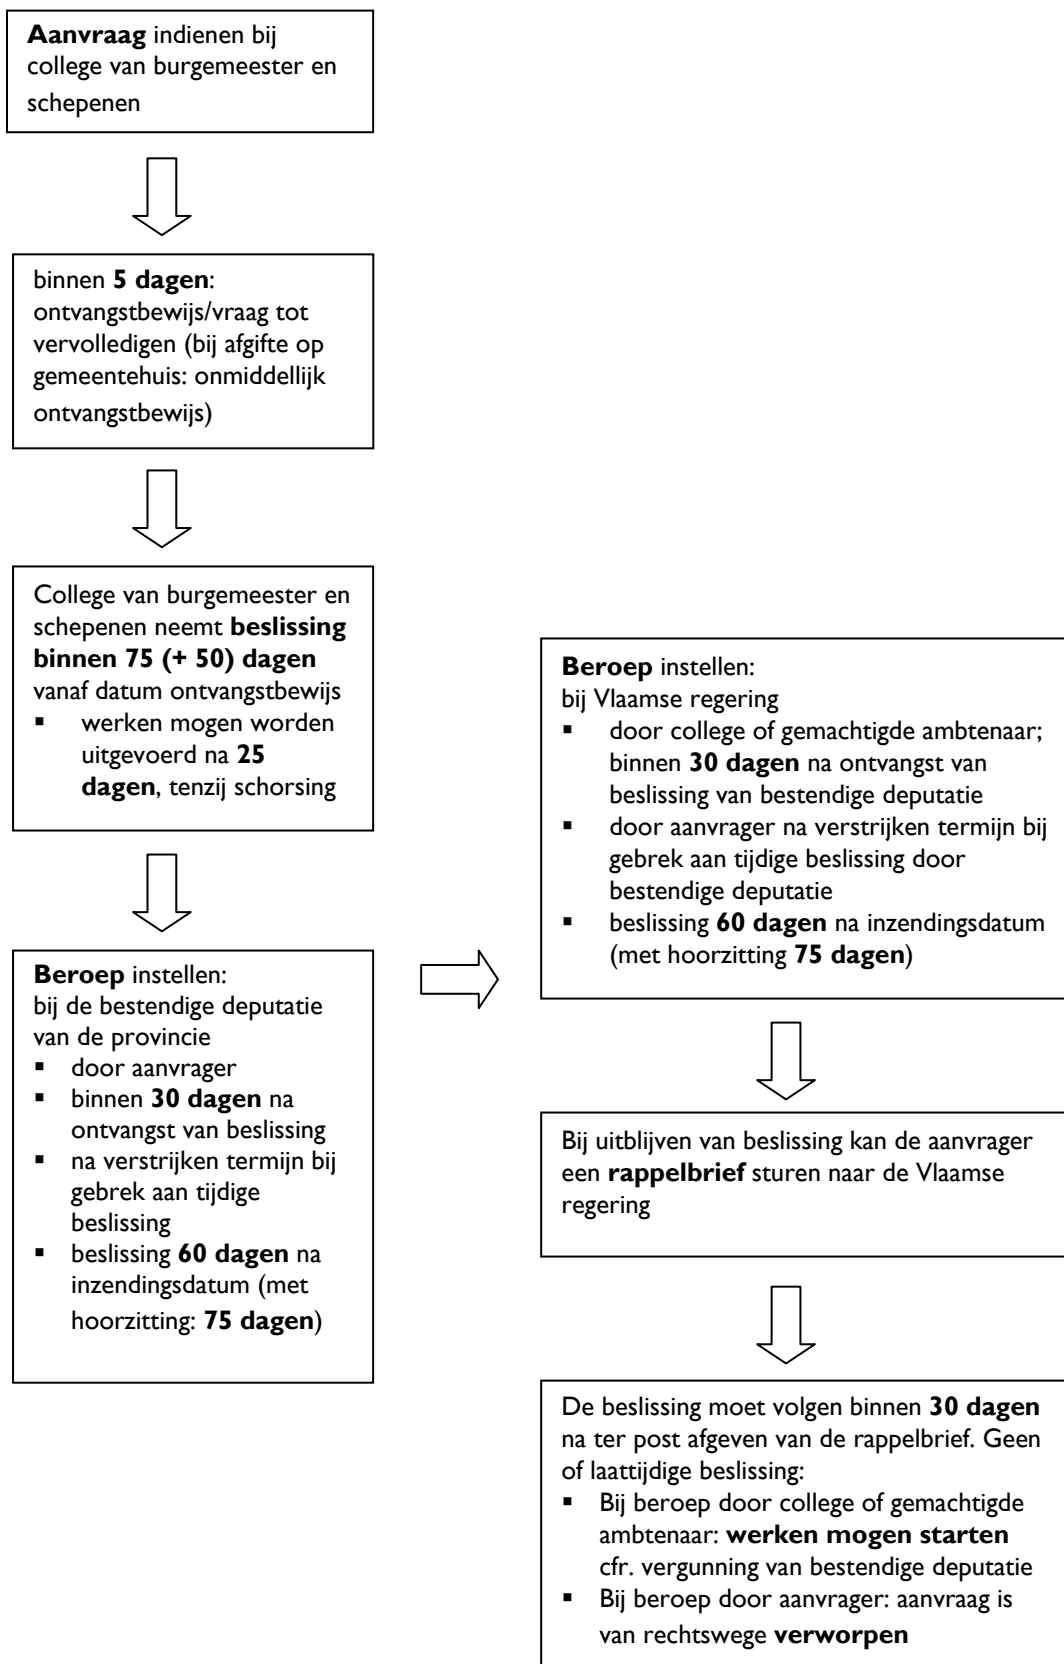 Aanvraag indienen bij
college van burgemeester en
schepenen
binnen 5 dagen:
ontvangstbewijs/vraag tot
vervolledigen (bij afgifte op
gemeentehuis: onmiddellijk
ontvangstbewijs)
College van burgemeester en
schepenen neemt beslissing
binnen 75 (+ 50) dagen
vanaf datum ontvangstbewijs
▪ werken mogen worden
uitgevoerd na 25
dagen, tenzij schorsing
Beroep instellen:
bij de bestendige deputatie
van de provincie
▪ door aanvrager
▪ binnen 30 dagen na
ontvangst van beslissing
▪ na verstrijken termijn bij
gebrek aan tijdige
beslissing
▪ beslissing 60 dagen na
inzendingsdatum (met
hoorzitting: 75 dagen)
Beroep instellen:
bij Vlaamse regering
▪ door college of gemachtigde ambtenaar;
binnen 30 dagen na ontvangst van
beslissing van bestendige deputatie
▪ door aanvrager na verstrijken termijn bij
gebrek aan tijdige beslissing door
bestendige deputatie
▪ beslissing 60 dagen na inzendingsdatum
(met hoorzitting 75 dagen)
Bij uitblijven van beslissing kan de aanvrager
een rappelbrief sturen naar de Vlaamse
regering
De beslissing moet volgen binnen 30 dagen
na ter post afgeven van de rappelbrief. Geen
of laattijdige beslissing:
▪ Bij beroep door college of gemachtigde
ambtenaar: werken mogen starten
cfr. vergunning van bestendige deputatie
▪ Bij beroep door aanvrager: aanvraag is
van rechtswege verworpen